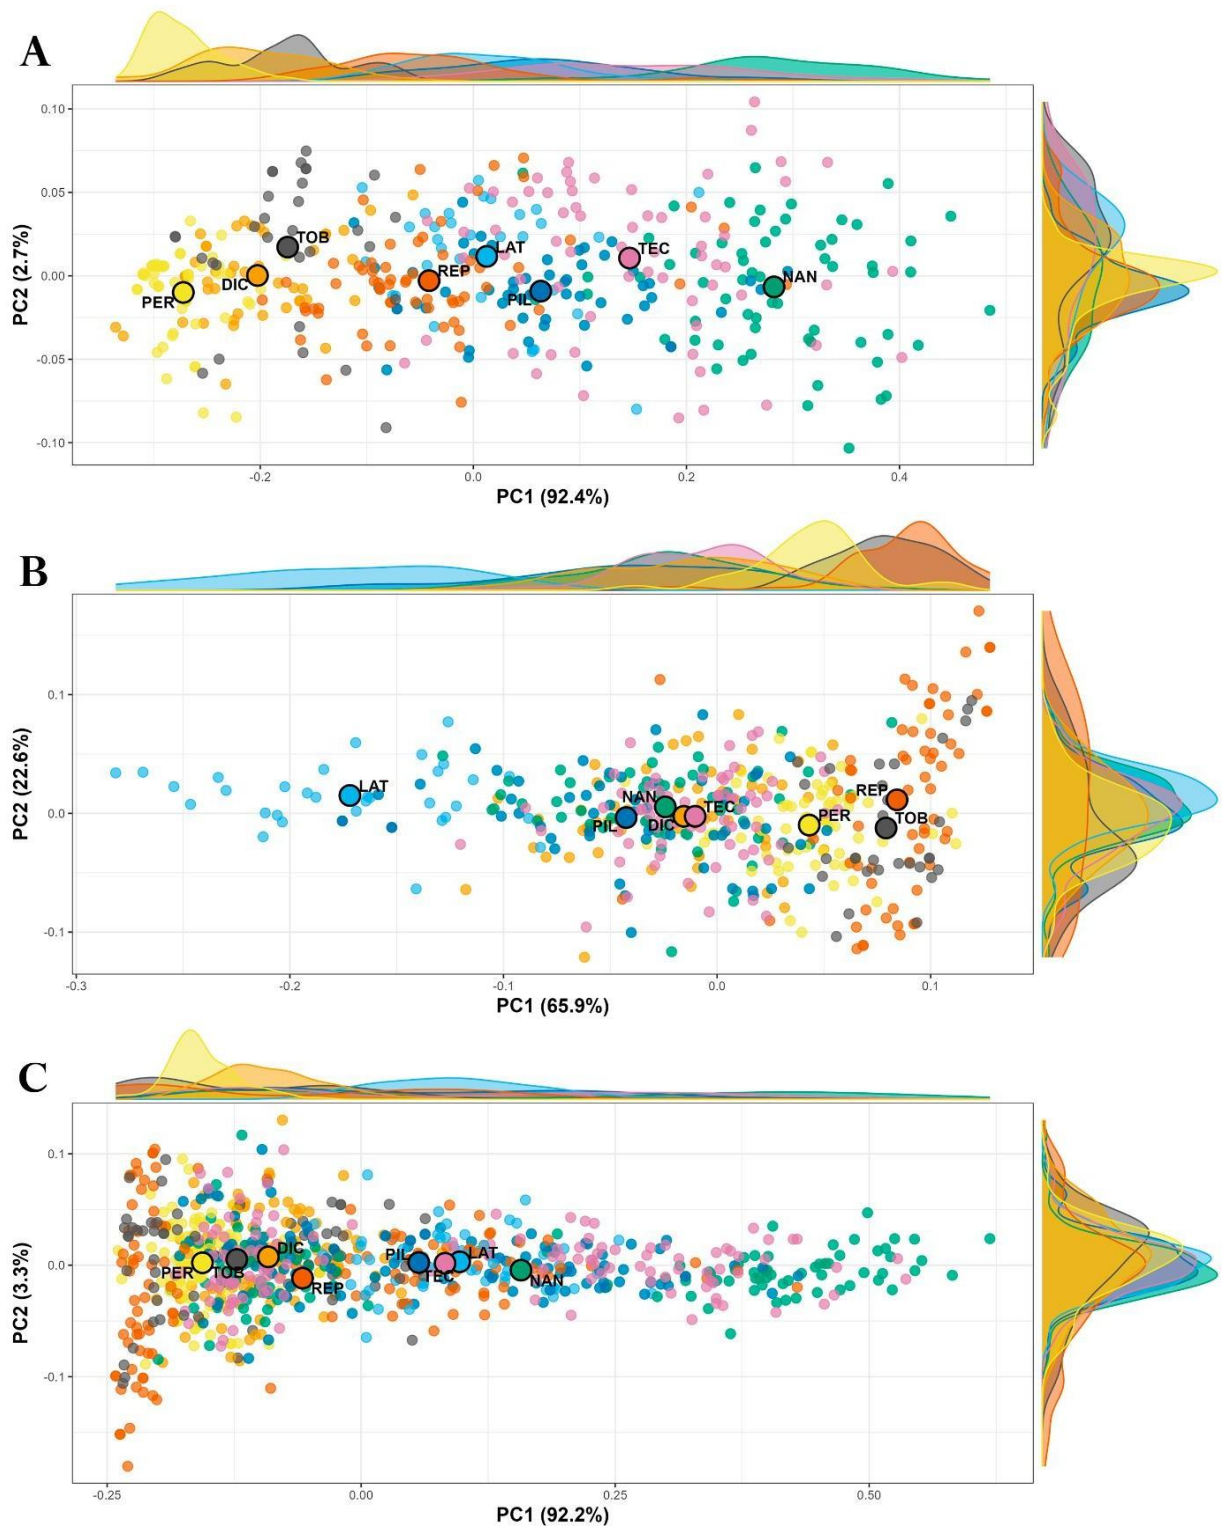 A
0.10
0.05
0.00
-0.05
-0.10
PC2 (2.7%)
TOB
LAT
TEC
REP
DIC
NAN
PER
PIL
-0.2
0.0
0.2
0.4
PC1 (92.4%)
B
0.1
0.0
-0.1
PC2 (22.6%)
LAT
REP
NAN
TEC
PER
TOB
PIL
DIC
-0.3
-0.2
-0.1
0.0
0.1
PC1 (65.9%)
C
0.1
0.0
-0.1
PC2 (3.3%)
DIC
PIL
LAT
PER
TOB
TEC
NAN
REP
-0.25
0.00
0.25
0.50
PC1 (92.2%)